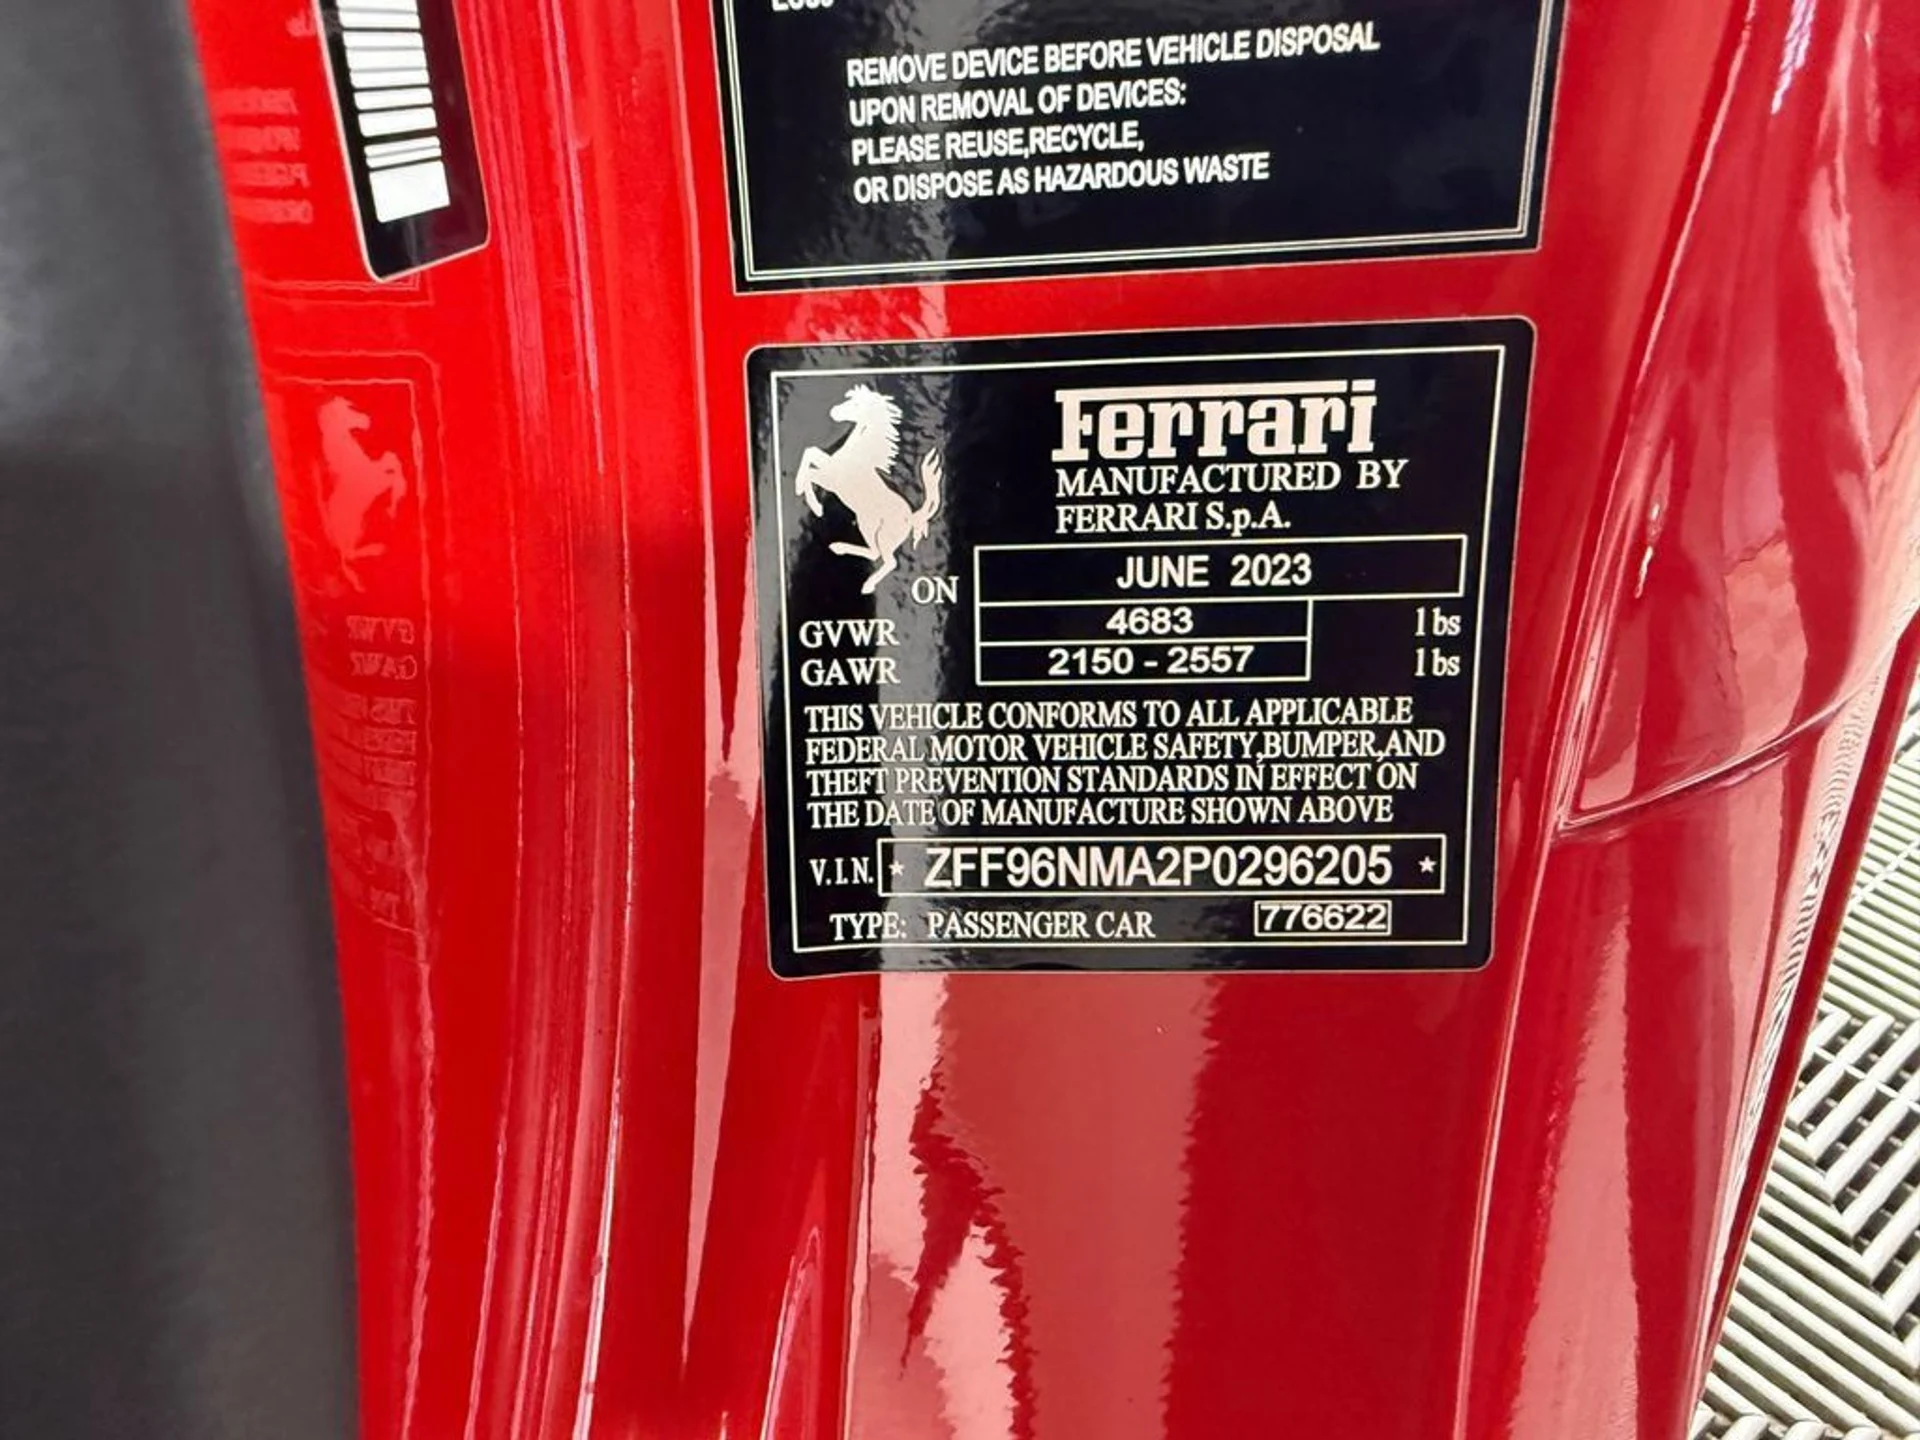 REMOVE DEVICE BEFORE VEHICLE DISPOSAL
UPON REMOVAL OF DEVICES:
PLEASE REUSE,RECYCLE,
OR DISPOSE AS HAZARDOUS WASTE
Ferrari
MANUFACTURED BY
FERRARI S.p.A.
ON JUNE 2023
GVWR 4683 lbs
GAWR 2150 - 2557 lbs
THIS VEHICLE CONFORMS TO ALL APPLICABLE
FEDERAL MOTOR VEHICLE SAFETY,BUMPER,AND
THEFT PREVENTION STANDARDS IN EFFECT ON
THE DATE OF MANUFACTURE SHOWN ABOVE
V.I.N. * ZFF96NMA2P0296205 *
TYPE: PASSENGER CAR 776622